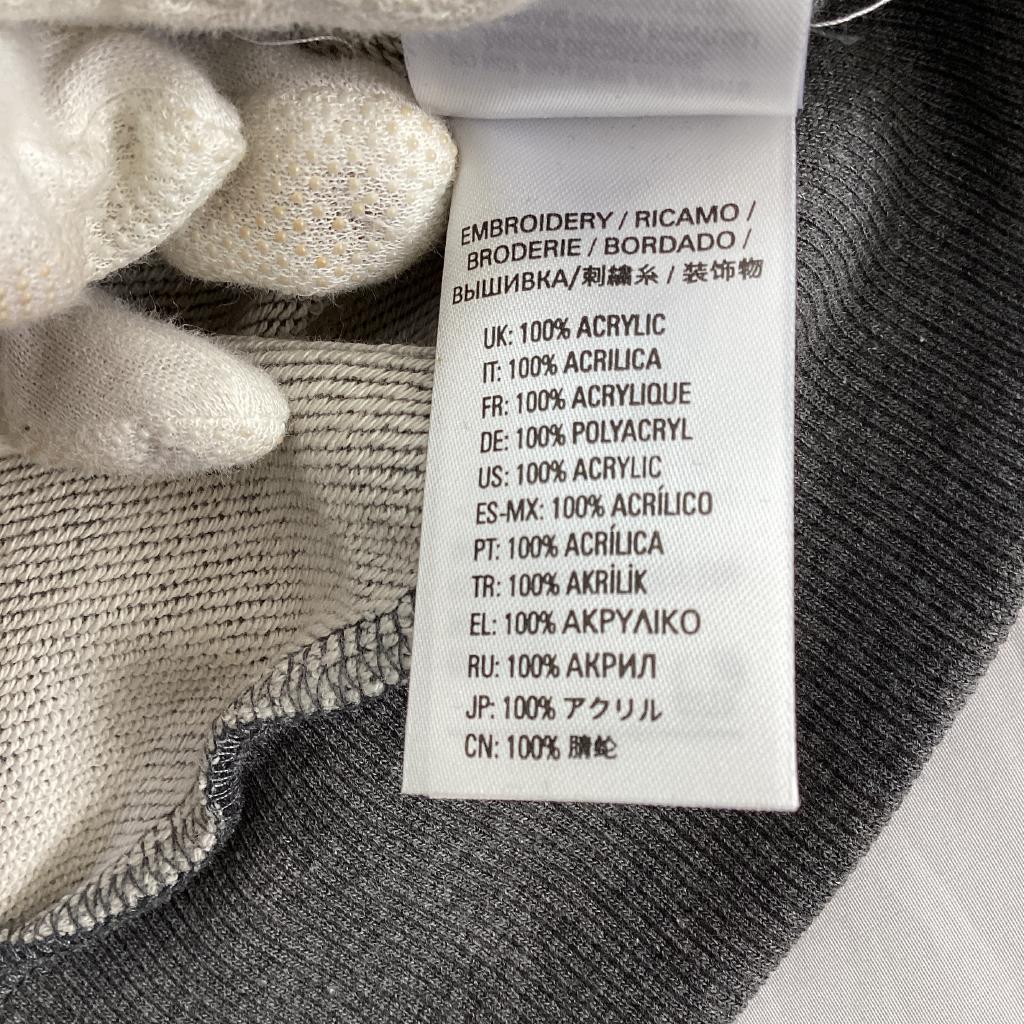 EMBROIDERY / RICAMO /
BRODERIE / BORDADO /
ВЫШИВКА/刺繡糸 / 装饰物
UK: 100% ACRYLIC
IT: 100% ACRILICA
FR: 100% ACRYLIQUE
DE: 100% POLYACRYL
US: 100% ACRYLIC
ES-MX: 100% ACRÍLICO
PT: 100% ACRÍLICA
TR: 100% AKRİLİK
EL: 100% ΑΚΡΥΛΙΚΟ
RU: 100% АКРИЛ
JP: 100% アクリル
CN: 100% 腈纶